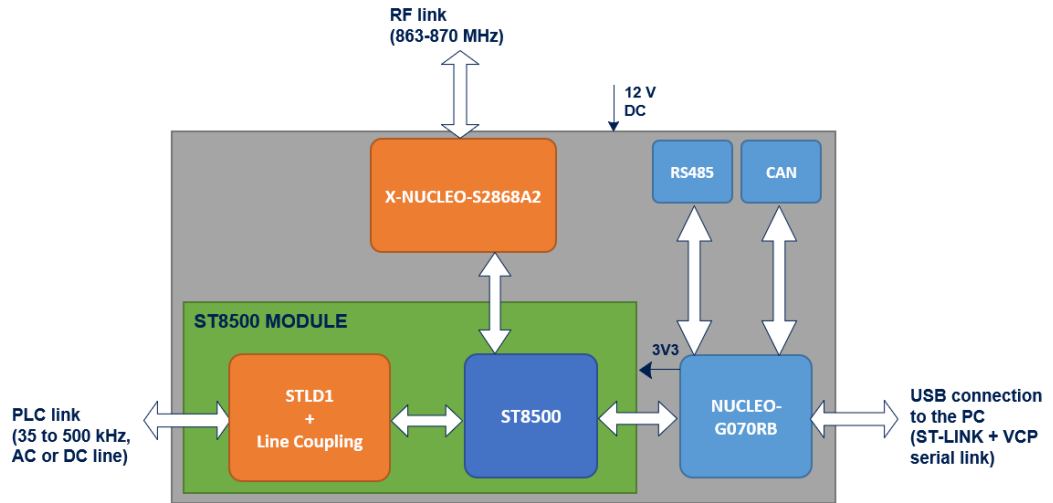 RF link
(863-870 MHz)
12 V
DC
X-NUCLEO-S2868A2
RS485
CAN
ST8500 MODULE
3V3
STLD1
+
Line Coupling
ST8500
NUCLEO-
G070RB
PLC link
(35 to 500 kHz,
AC or DC line)
USB connection
to the PC
(ST-LINK + VCP
serial link)